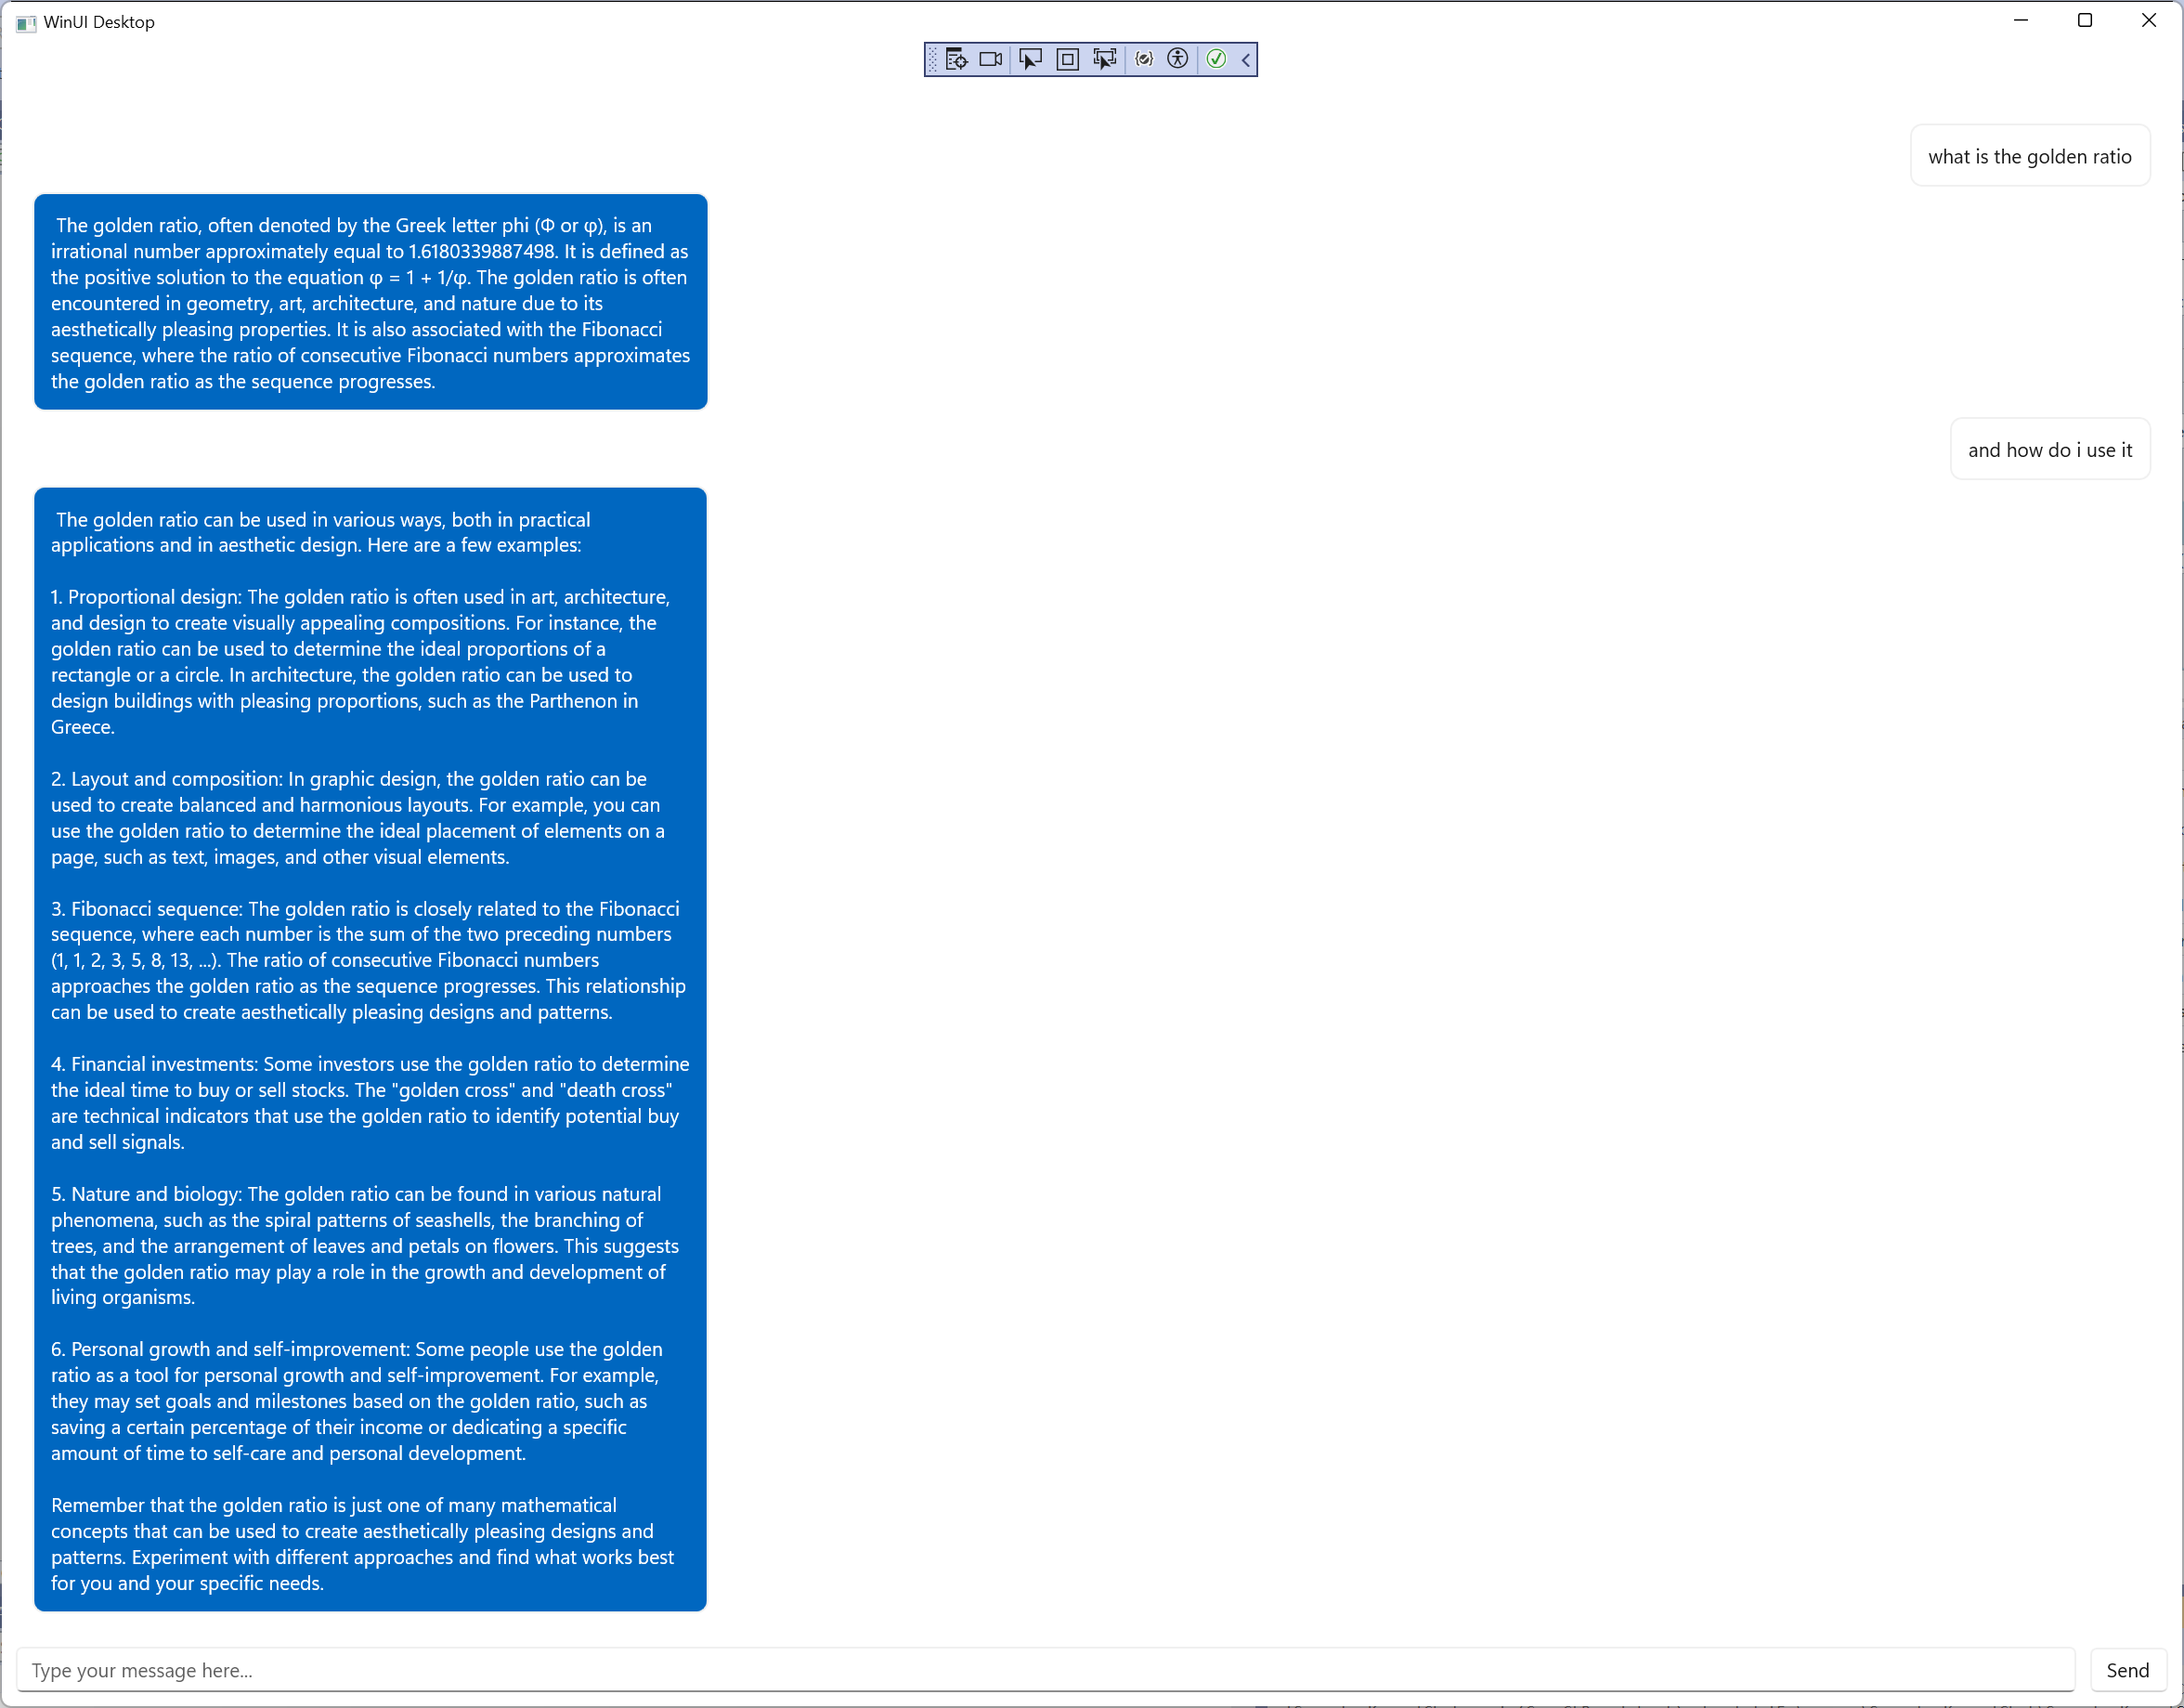 WinUI Desktop
what is the golden ratio
The golden ratio, often denoted by the Greek letter phi (Φ or φ), is an
irrational number approximately equal to 1.6180339887498. It is defined as
the positive solution to the equation φ = 1 + 1/φ. The golden ratio is often
encountered in geometry, art, architecture, and nature due to its
aesthetically pleasing properties. It is also associated with the Fibonacci
sequence, where the ratio of consecutive Fibonacci numbers approximates
the golden ratio as the sequence progresses.
and how do i use it
The golden ratio can be used in various ways, both in practical
applications and in aesthetic design. Here are a few examples:
1. Proportional design: The golden ratio is often used in art, architecture,
and design to create visually appealing compositions. For instance, the
golden ratio can be used to determine the ideal proportions of a
rectangle or a circle. In architecture, the golden ratio can be used to
design buildings with pleasing proportions, such as the Parthenon in
Greece.
2. Layout and composition: In graphic design, the golden ratio can be
used to create balanced and harmonious layouts. For example, you can
use the golden ratio to determine the ideal placement of elements on a
page, such as text, images, and other visual elements.
3. Fibonacci sequence: The golden ratio is closely related to the Fibonacci
sequence, where each number is the sum of the two preceding numbers
(1, 1, 2, 3, 5, 8, 13, ...). The ratio of consecutive Fibonacci numbers
approaches the golden ratio as the sequence progresses. This relationship
can be used to create aesthetically pleasing designs and patterns.
4. Financial investments: Some investors use the golden ratio to determine
the ideal time to buy or sell stocks. The "golden cross" and "death cross"
are technical indicators that use the golden ratio to identify potential buy
and sell signals.
5. Nature and biology: The golden ratio can be found in various natural
phenomena, such as the spiral patterns of seashells, the branching of
trees, and the arrangement of leaves and petals on flowers. This suggests
that the golden ratio may play a role in the growth and development of
living organisms.
6. Personal growth and self-improvement: Some people use the golden
ratio as a tool for personal growth and self-improvement. For example,
they may set goals and milestones based on the golden ratio, such as
saving a certain percentage of their income or dedicating a specific
amount of time to self-care and personal development.
Remember that the golden ratio is just one of many mathematical
concepts that can be used to create aesthetically pleasing designs and
patterns. Experiment with different approaches and find what works best
for you and your specific needs.
Type your message here...
Send